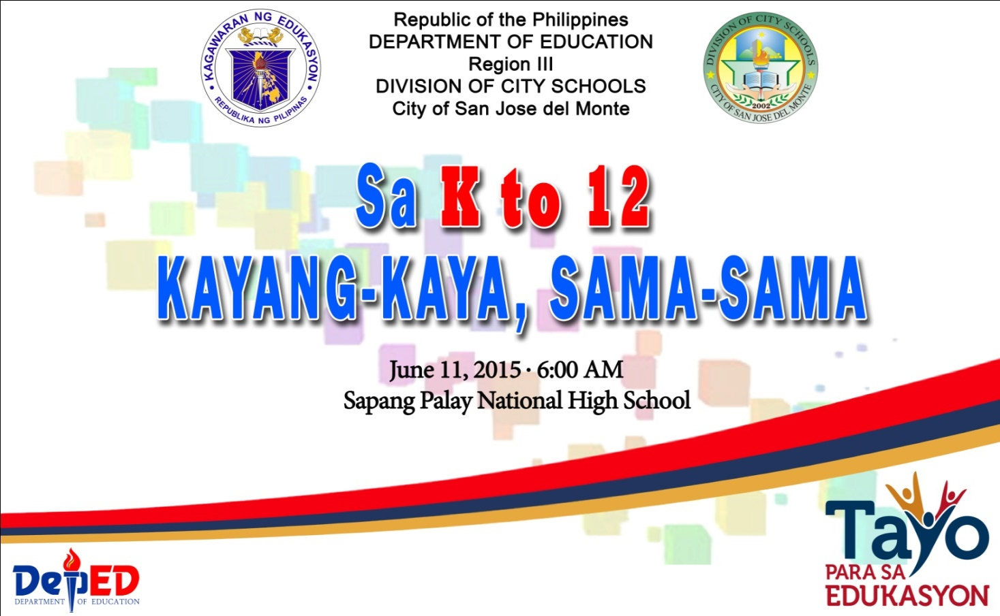 KAGAWARAN NG EDUKASYON
REPUBLIKA NG PILIPINAS
Republic of the Philippines
DEPARTMENT OF EDUCATION
Region III
DIVISION OF CITY SCHOOLS
City of San Jose del Monte
DIVISION OF CITY SCHOOLS
2002
CITY OF SAN JOSE DEL MONTE
Sa K to 12
KAYANG-KAYA, SAMA-SAMA
June 11, 2015 · 6:00 AM
Sapang Palay National High School
DepED
DEPARTMENT OF EDUCATION
Tayo
PARA SA
EDUKASYON